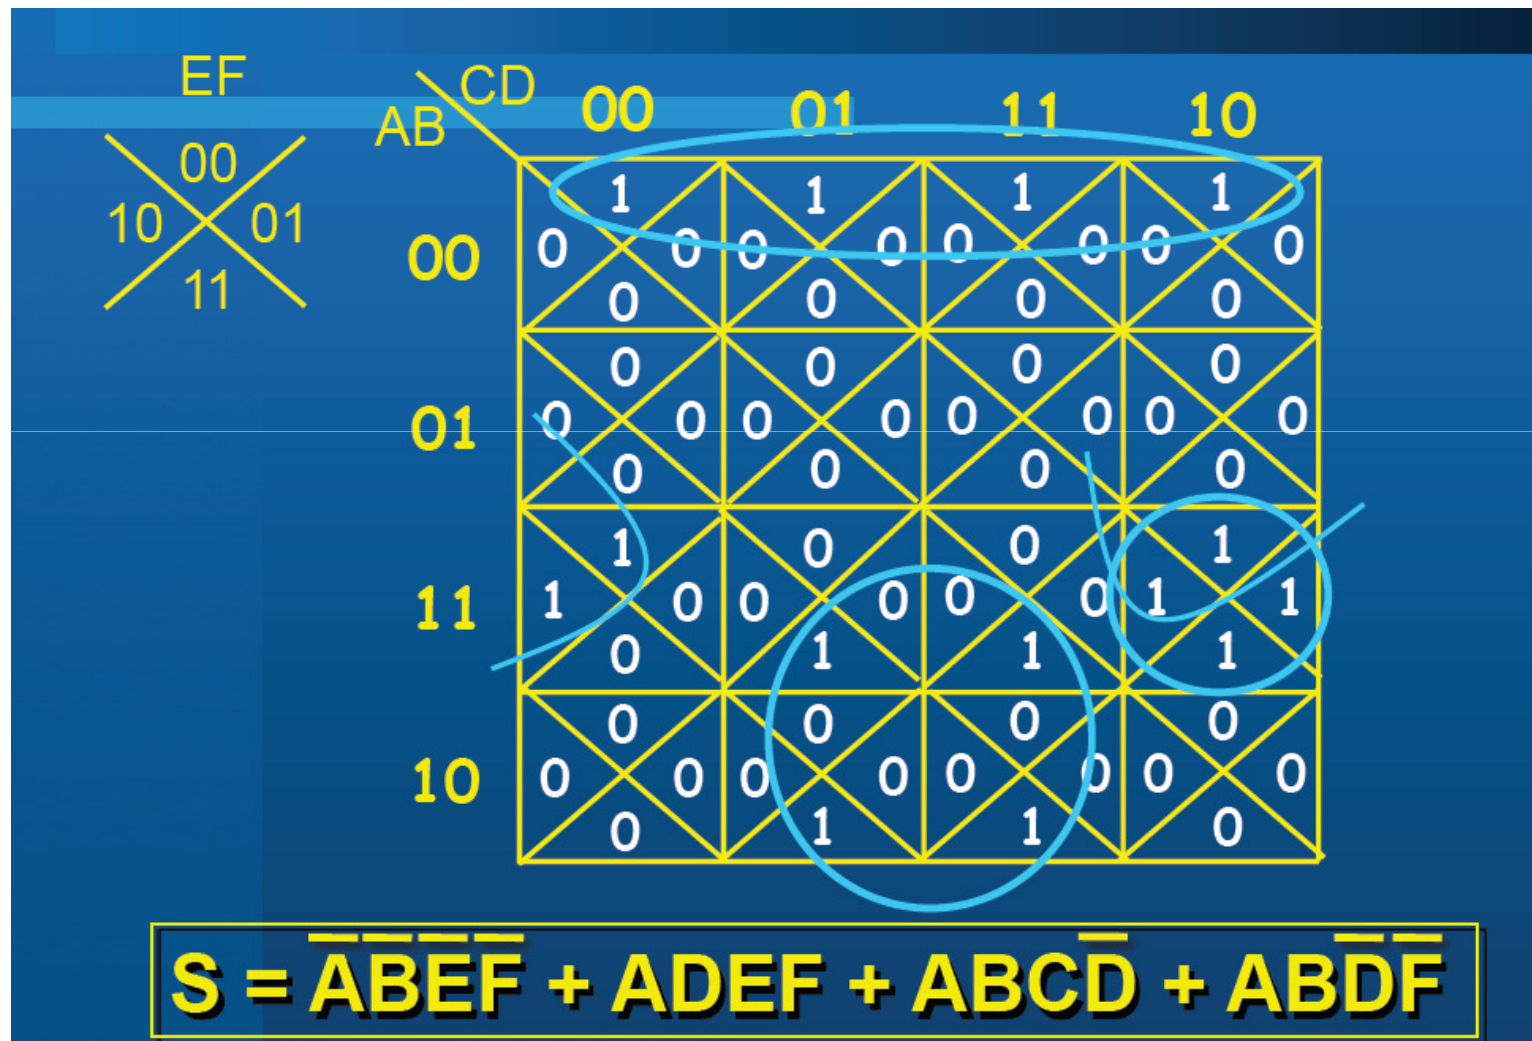 EF
00
10 01
11
CD
AB
00 01 11 10
1 1 1 1
00
0 0 0 0 0 0 0 0
0 0 0 0
0 0 0 0
01
0 0 0 0 0 0 0 0
0 0 0 0
1 0 0 1
11
1 0 0 0 0 0 1 1
0 1 1 1
0 0 0 0
10
0 0 0 0 0 0 0 0
0 1 1 0
S = A̅B̅E̅F̅ + ADEF + ABCD̅ + ABD̅F̅